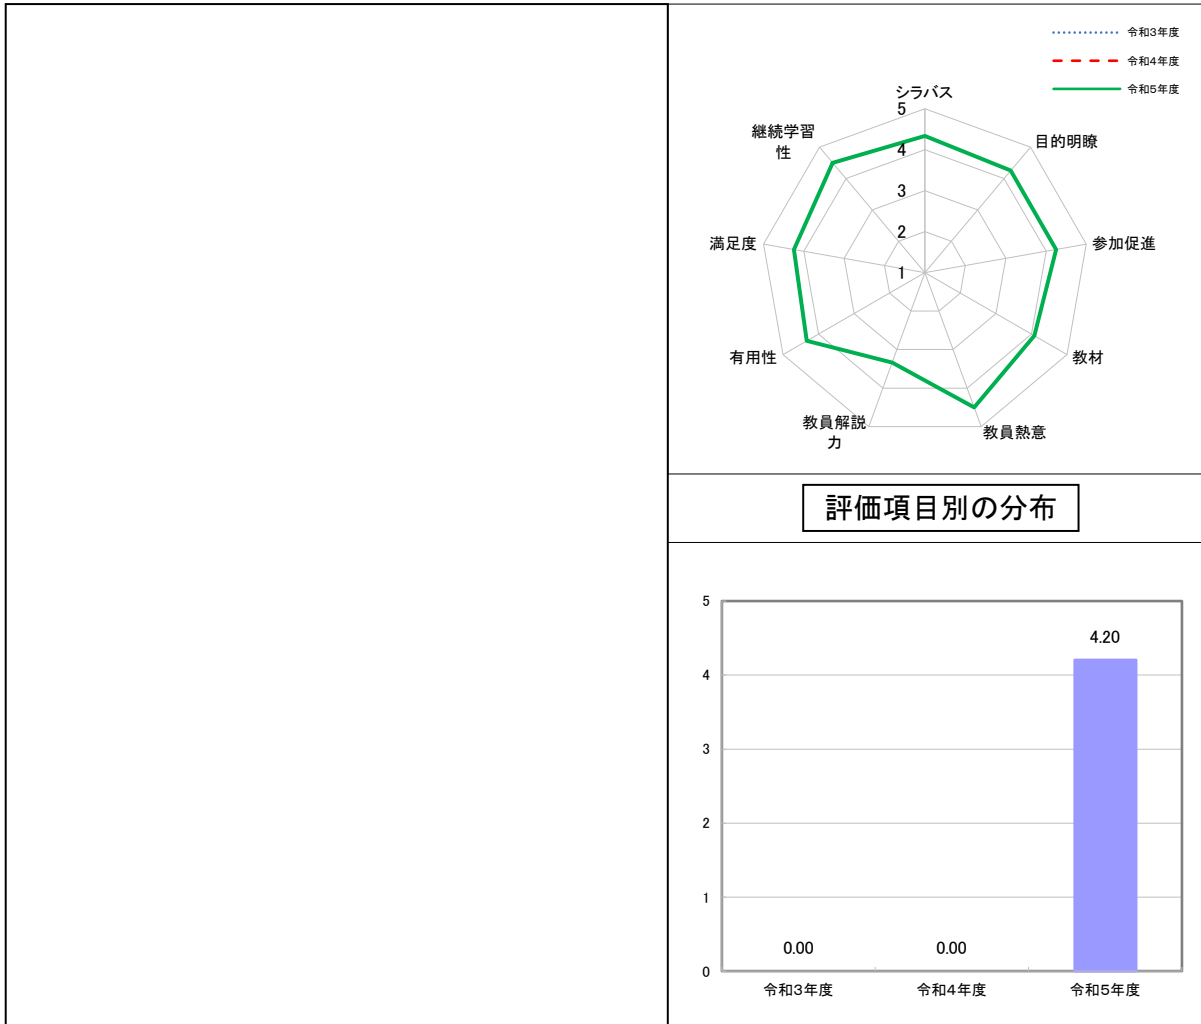 令和3年度
令和4年度
令和5年度
シラバス
目的明瞭
参加促進
教材
教員熱意
教員解説
力
有用性
満足度
継続学習
性
5
4
3
2
1
評価項目別の分布
5
4
3
2
1
0
0.00
0.00
4.20
令和3年度
令和4年度
令和5年度